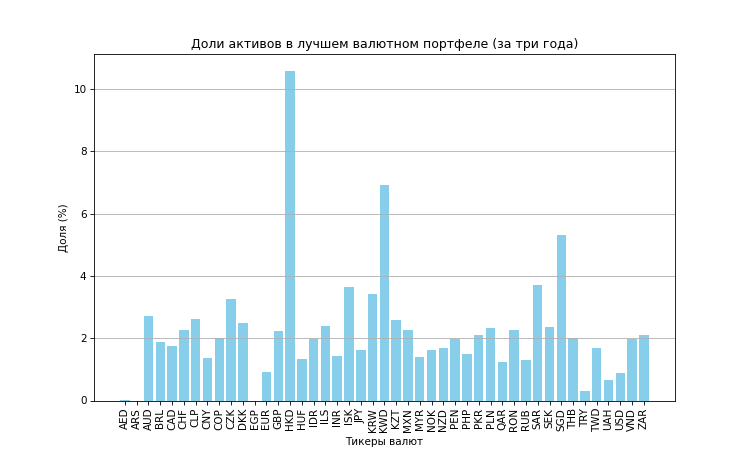 Доли активов в лучшем валютном портфеле (за три года)
Доля (%)
10
8
6
4
2
0
AED ARS AUD BRL CAD CHF CLP CNY COP CZK DKK EGP EUR GBP HKD HUF IDR ILS INR ISK JPY KRW KWD KZT MXN MYR NOK NZD PEN PHP PKR PLN QAR RON RUB SAR SEK SGD THB TRY TWD UAH USD VND ZAR
Тикеры валют